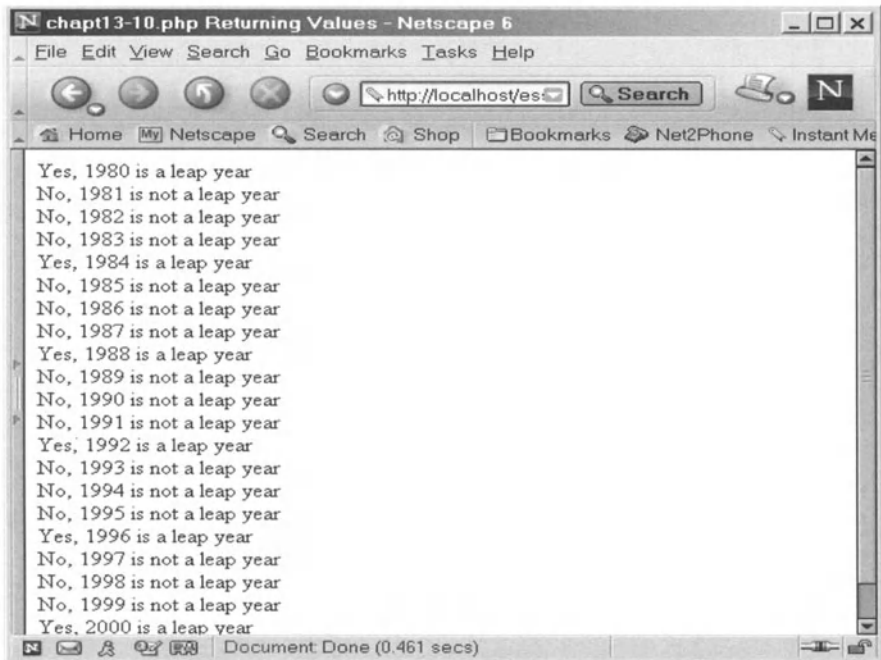 N chapt13-10.php Returning Values - Netscape 6
File Edit View Search Go Bookmarks Tasks Help
http://localhost/es Search N
Home My Netscape Search Shop Bookmarks Net2Phone Instant Me
Yes, 1980 is a leap year
No, 1981 is not a leap year
No, 1982 is not a leap year
No, 1983 is not a leap year
Yes, 1984 is a leap year
No, 1985 is not a leap year
No, 1986 is not a leap year
No, 1987 is not a leap year
Yes, 1988 is a leap year
No, 1989 is not a leap year
No, 1990 is not a leap year
No, 1991 is not a leap year
Yes, 1992 is a leap year
No, 1993 is not a leap year
No, 1994 is not a leap year
No, 1995 is not a leap year
Yes, 1996 is a leap year
No, 1997 is not a leap year
No, 1998 is not a leap year
No, 1999 is not a leap year
Yes, 2000 is a leap year
N Document: Done (0.461 secs)